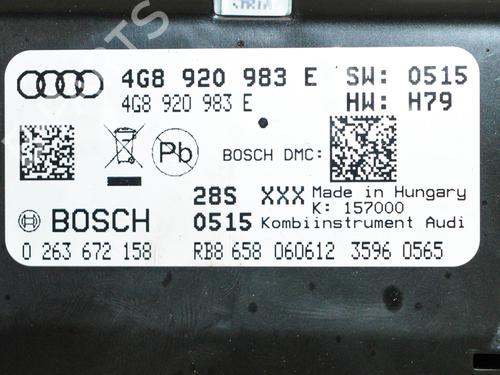 4G8 920 983 E SW: 0515
4G8 920 983 E HW: H79
Pb BOSCH DMC:
28S XXX Made in Hungary
K: 157000
BOSCH 0515 Kombiinstrument Audi
0 263 672 158 RB8 658 060612 3596 0565